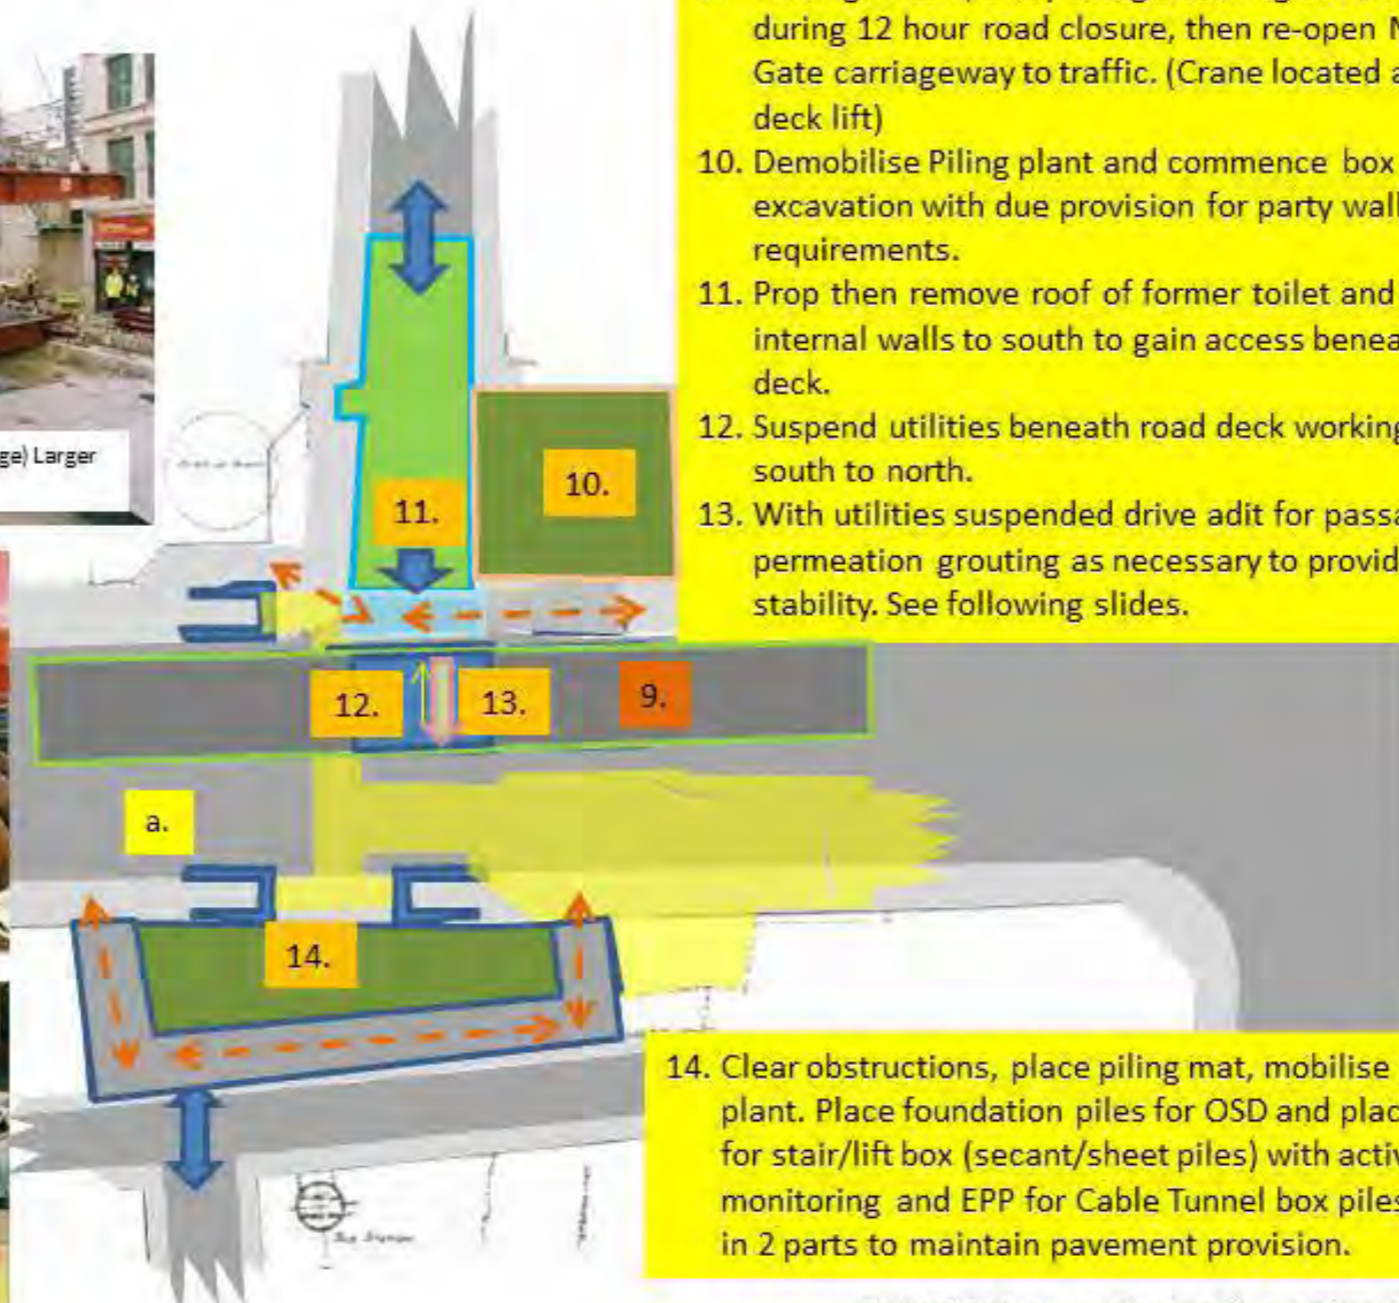 during 12 hour road closure, then re-open N
Gate carriageway to traffic. (Crane located a
deck lift)
10. Demobilise Piling plant and commence box
excavation with due provision for party wall
requirements.
11. Prop then remove roof of former toilet and
internal walls to south to gain access benea
deck.
12. Suspend utilities beneath road deck working
south to north.
13. With utilities suspended drive adit for passa
permeation grouting as necessary to provid
stability. See following slides.
ge) Larger
10.
11.
12.
13.
9.
a.
14.
14. Clear obstructions, place piling mat, mobilise
plant. Place foundation piles for OSD and plac
for stair/lift box (secant/sheet piles) with activ
monitoring and EPP for Cable Tunnel box piles
in 2 parts to maintain pavement provision.